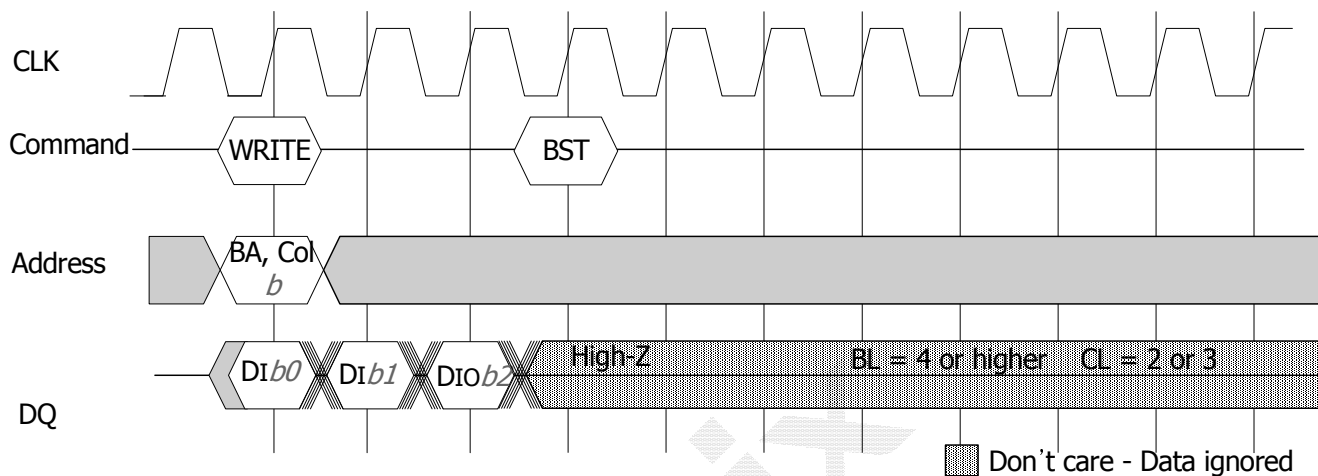 CLK
Command
WRITE
BST
Address
BA, Col
b
DQ
DIb0
DIb1
DIOb2
High-Z
BL = 4 or higher CL = 2 or 3
Don't care - Data ignored